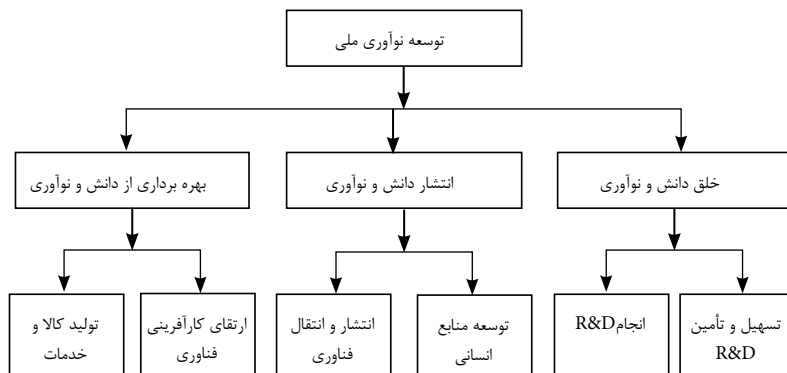 توسعه نوآوری ملی
خلق دانش و نوآوری
انتشار دانش و نوآوری
بهره برداری از دانش و نوآوری
تسهیل و تأمین
R&D
انجامR&D
توسعه منابع
انسانی
انتشار و انتقال
فناوری
ارتقای کارآفرینی
فناوری
تولید کالا و
خدمات